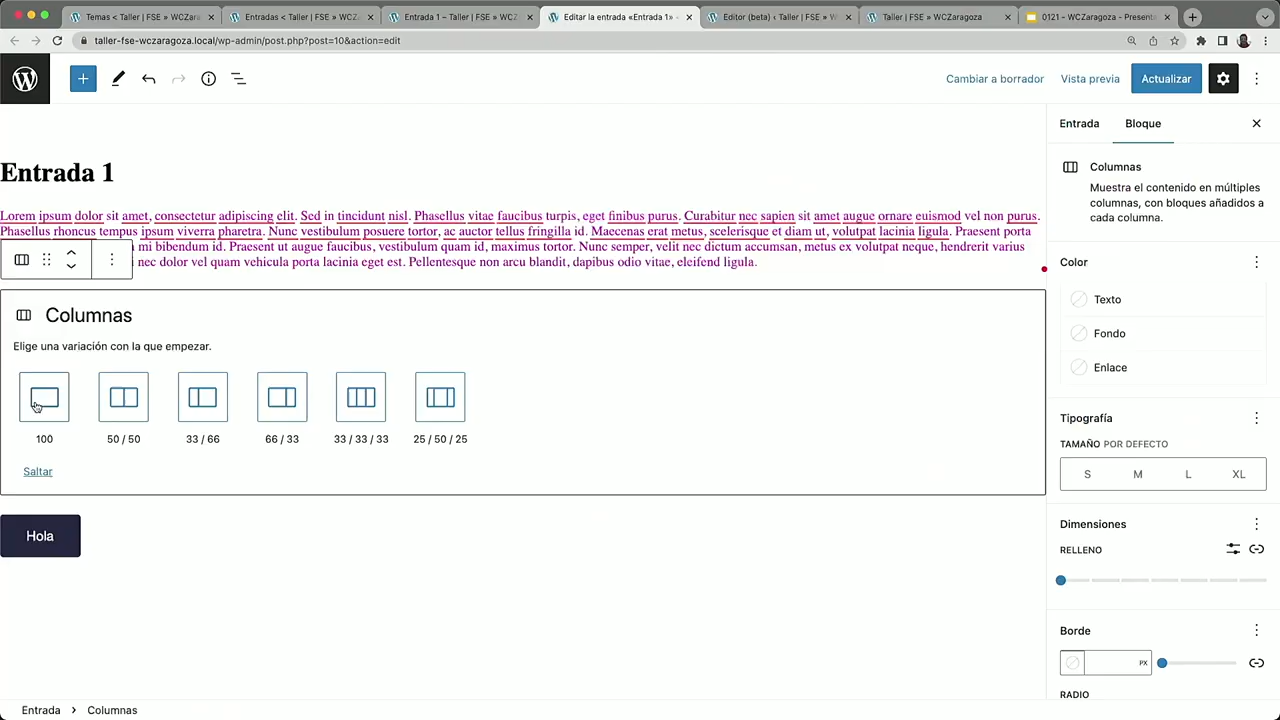 Temas < Taller | FSE » WCZara
Entradas < Taller | FSE » WCZ
Entrada 1 – Taller | FSE » WCZ
Editar la entrada «Entrada 1»
Editor (beta) < Taller | FSE » W
Taller | FSE » WCZaragoza
0121 – WCZaragoza - Present
taller-fse-wczaragoza.local/wp-admin/post.php?post=10&action=edit
Cambiar a borrador
Vista previa
Actualizar
Entrada
Bloque
Columnas
Muestra el contenido en múltiples
columnas, con bloques añadidos a
cada columna.
Entrada 1
Lorem ipsum dolor sit amet, consectetur adipiscing elit. Sed in tincidunt nisl. Phasellus vitae faucibus turpis, eget finibus purus. Curabitur nec sapien sit amet augue ornare euismod vel non purus.
Phasellus rhoncus tempus ipsum viverra pharetra. Nunc vestibulum posuere tortor, ac auctor tellus fringilla id. Maecenas erat metus, scelerisque et diam ut, volutpat lacinia ligula. Praesent porta
mi bibendum id. Praesent ut augue faucibus, vestibulum quam id, maximus tortor. Nunc semper, velit nec dictum accumsan, metus ex volutpat neque, hendrerit varius
nec dolor vel quam vehicula porta lacinia eget est. Pellentesque non arcu blandit, dapibus odio vitae, eleifend ligula.
Columnas
Elige una variación con la que empezar.
100
50 / 50
33 / 66
66 / 33
33 / 33 / 33
25 / 50 / 25
Saltar
Hola
Color
Texto
Fondo
Enlace
Tipografía
TAMAÑO POR DEFECTO
S
M
L
XL
Dimensiones
RELLENO
Borde
PX
RADIO
Entrada
Columnas